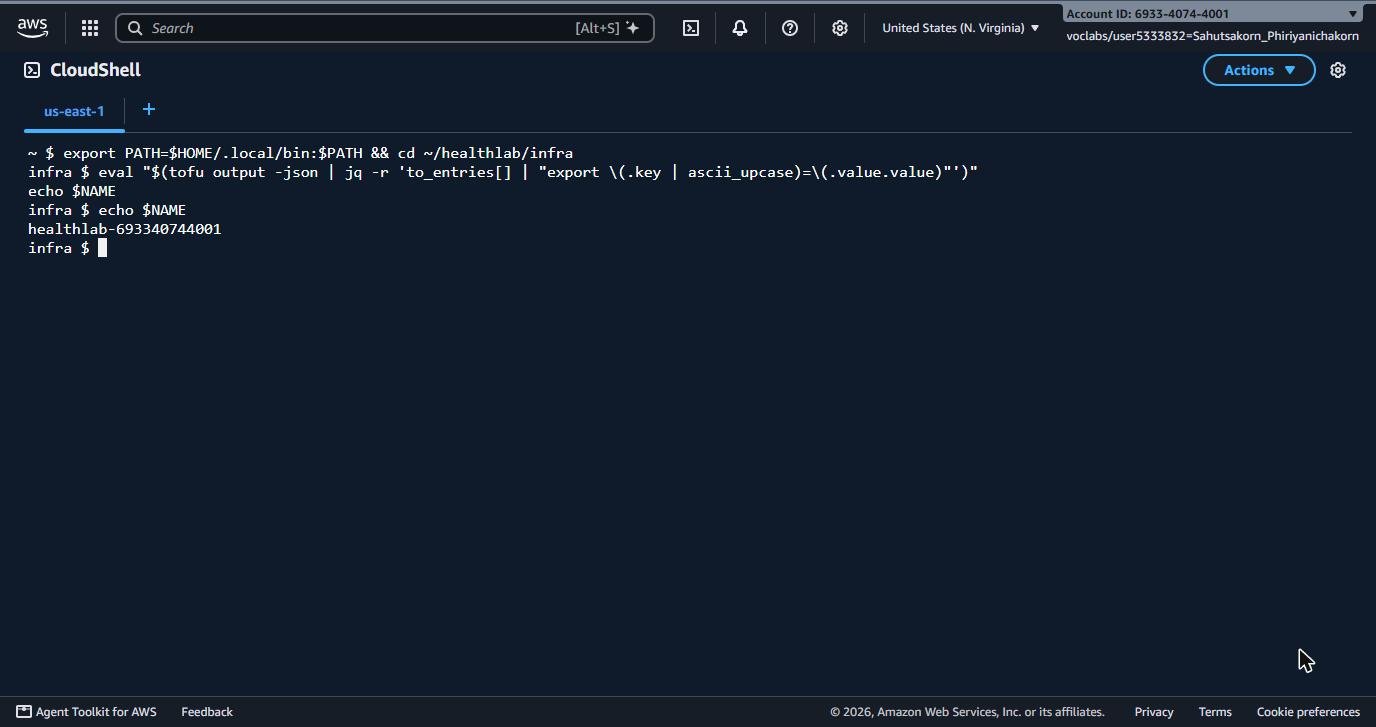 aws
Search
[Alt+S]
United States (N. Virginia)
Account ID: 6933-4074-4001
voclabs/user5333832=Sahutsakorn_Phiriyanichakorn
CloudShell
Actions
us-east-1
+
~ $ export PATH=$HOME/.local/bin:$PATH && cd ~/healthlab/infra
infra $ eval "$(tofu output -json | jq -r 'to_entries[] | "export \(.key | ascii_upcase)=\(.value.value)"')"
echo $NAME
infra $ echo $NAME
healthlab-693340744001
infra $
Agent Toolkit for AWS
Feedback
© 2026, Amazon Web Services, Inc. or its affiliates.
Privacy
Terms
Cookie preferences